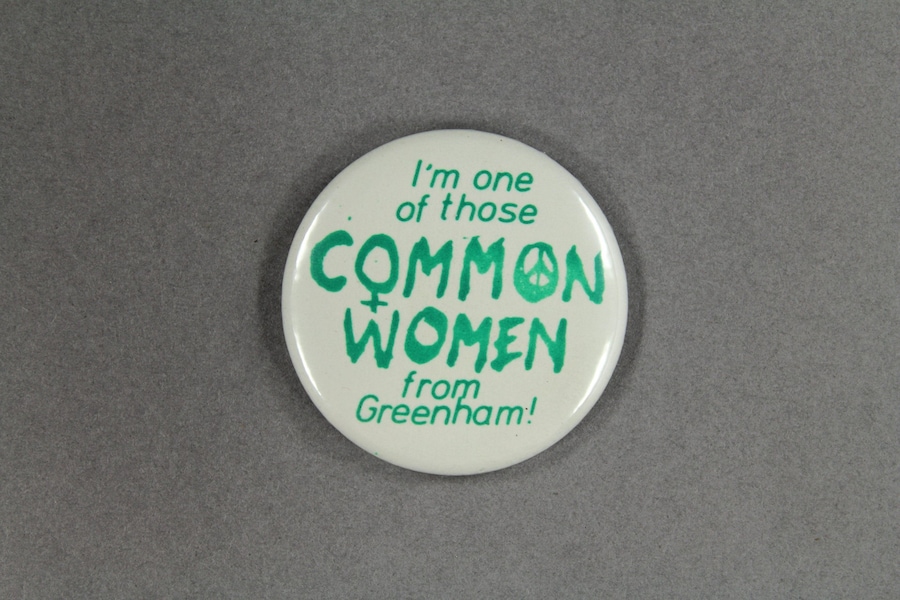 I'm one
of those
COMMON
WOMEN
from
Greenham!